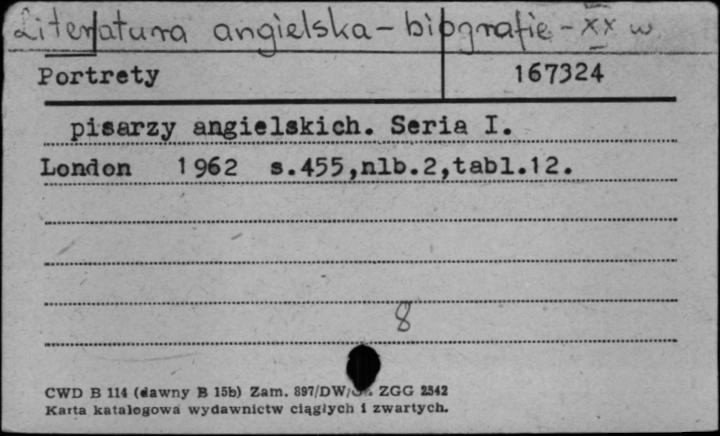 Literatura angielska - biografie - XX w
Portrety 167324
pisarzy angielskich. Seria I.
London 1962 s.455,nlb.2,tabl.12.
8
CWD B 114 (dawny B 15b) Zam. 897/DW/ ZGG 2542
Karta katalogowa wydawnictw ciągłych i zwartych.